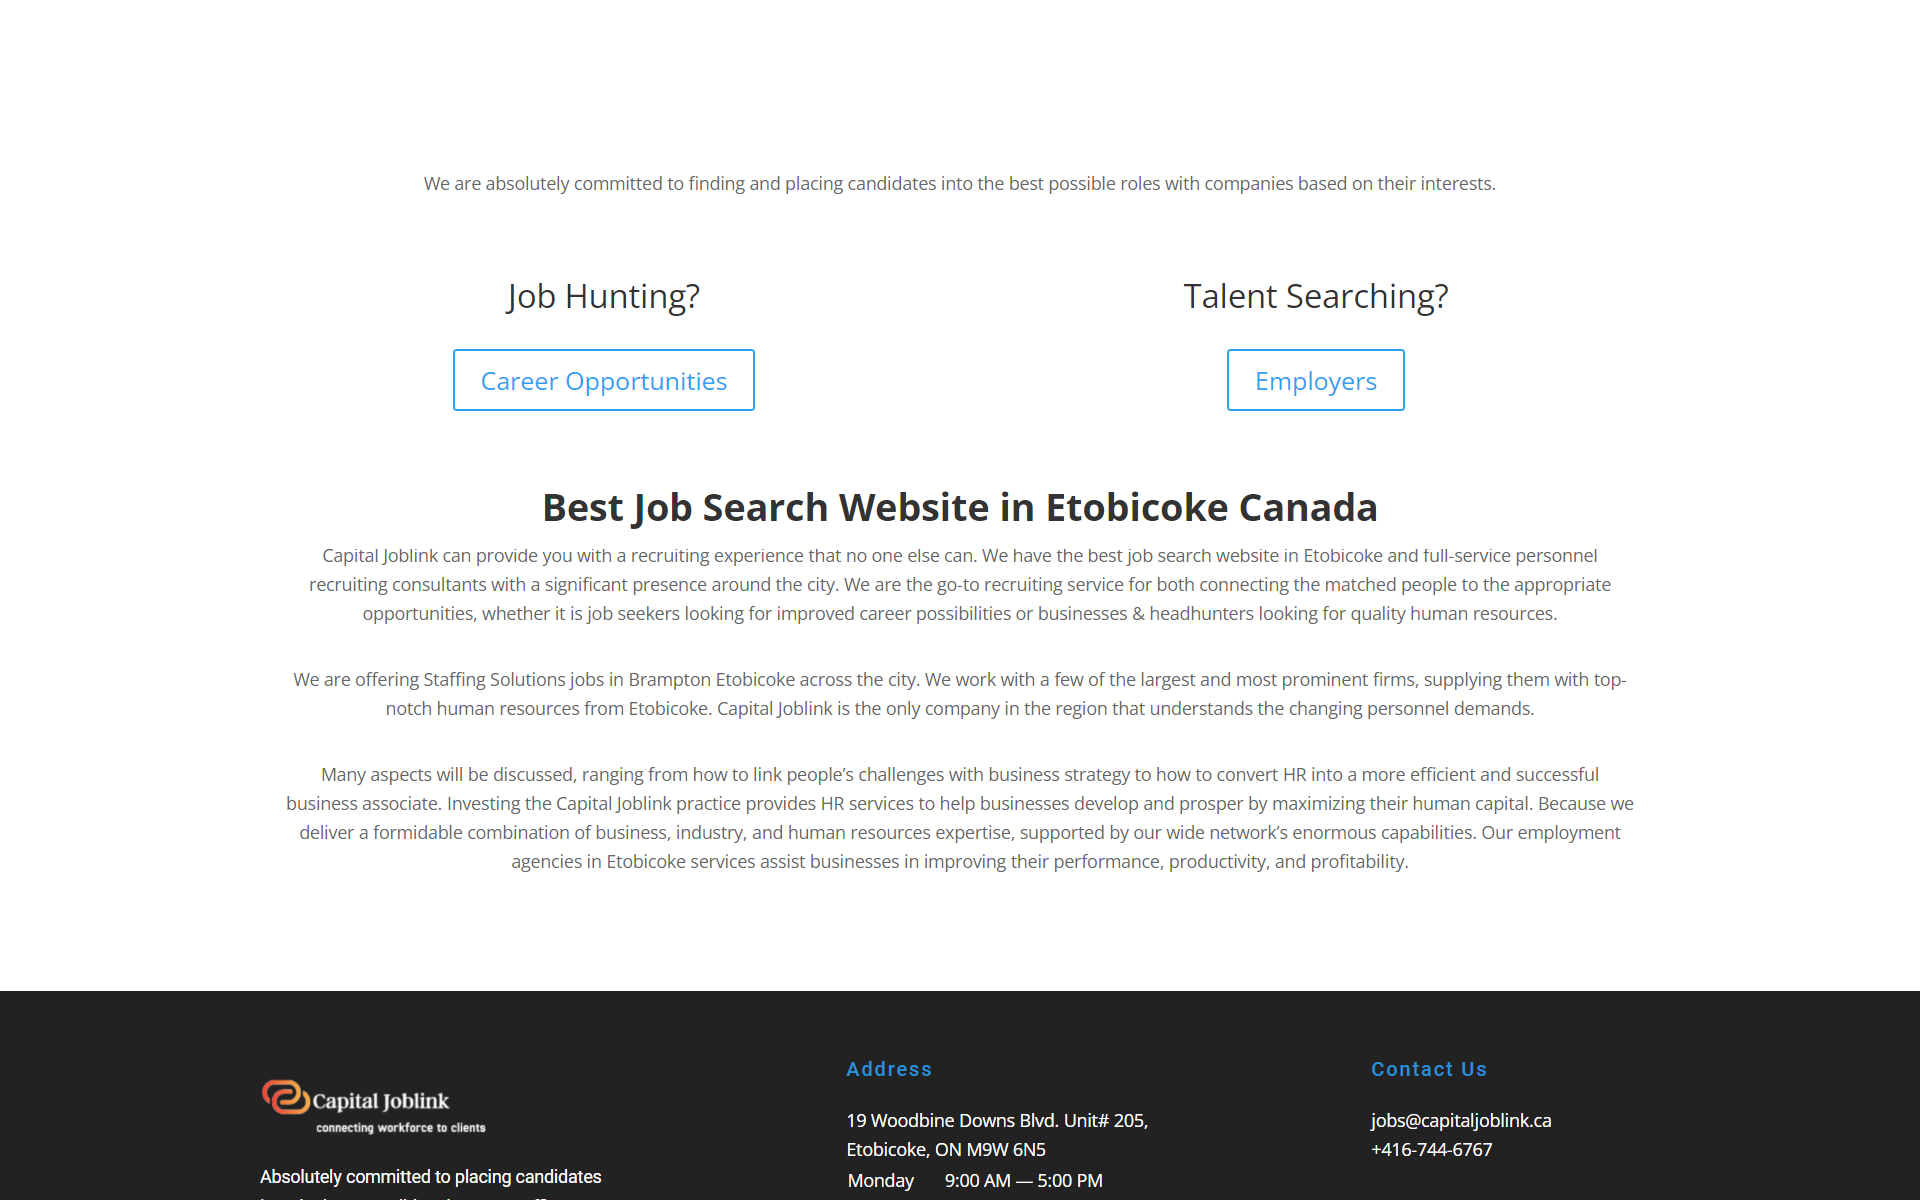 We are absolutely committed to finding and placing candidates into the best possible roles with companies based on their interests.
Job Hunting?
Career Opportunities
Talent Searching?
Employers
Best Job Search Website in Etobicoke Canada
Capital Joblink can provide you with a recruiting experience that no one else can. We have the best job search website in Etobicoke and full-service personnel
recruiting consultants with a significant presence around the city. We are the go-to recruiting service for both connecting the matched people to the appropriate
opportunities, whether it is job seekers looking for improved career possibilities or businesses & headhunters looking for quality human resources.
We are offering Staffing Solutions jobs in Brampton Etobicoke across the city. We work with a few of the largest and most prominent firms, supplying them with top-
notch human resources from Etobicoke. Capital Joblink is the only company in the region that understands the changing personnel demands.
Many aspects will be discussed, ranging from how to link people’s challenges with business strategy to how to convert HR into a more efficient and successful
business associate. Investing the Capital Joblink practice provides HR services to help businesses develop and prosper by maximizing their human capital. Because we
deliver a formidable combination of business, industry, and human resources expertise, supported by our wide network’s enormous capabilities. Our employment
agencies in Etobicoke services assist businesses in improving their performance, productivity, and profitability.
Capital Joblink
connecting workforce to clients
Absolutely committed to placing candidates
Address
19 Woodbine Downs Blvd. Unit# 205,
Etobicoke, ON M9W 6N5
Monday 9:00 AM — 5:00 PM
Contact Us
jobs@capitaljoblink.ca
+416-744-6767